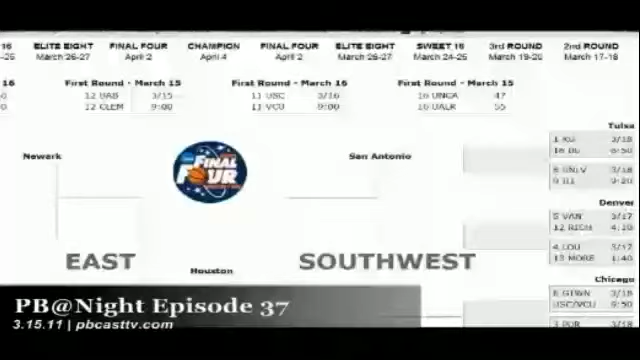 16 ELITE EIGHT FINAL FOUR CHAMPION FINAL FOUR ELITE EIGHT SWEET 16 3rd ROUND 2nd ROUND
-25 March 26-27 April 2 April 4 April 2 March 26-27 March 24-25 March 19-20 March 17-18
16 First Round - March 15 First Round - March 16 First Round - March 15
12 UAB 3/15 11 USC 3/16 16 UNCA 47
12 CLEM 9:00 11 VCU 9:00 16 UALR 55
Tulsa
1 KU 3/18
16 BU 6:50
Newark San Antonio
FINAL FOUR
8 UNLV 3/18
9 ILL 9:20
Denver
5 VAN 3/17
12 RICH 4:10
4 LOU 3/17
13 MORE 1:40
EAST SOUTHWEST
Houston
Chicago
6 GTWN 3/18
USC/VCU 9:50
3 PUR 3/18
PB@Night Episode 37
3.15.11 | pbcasttv.com